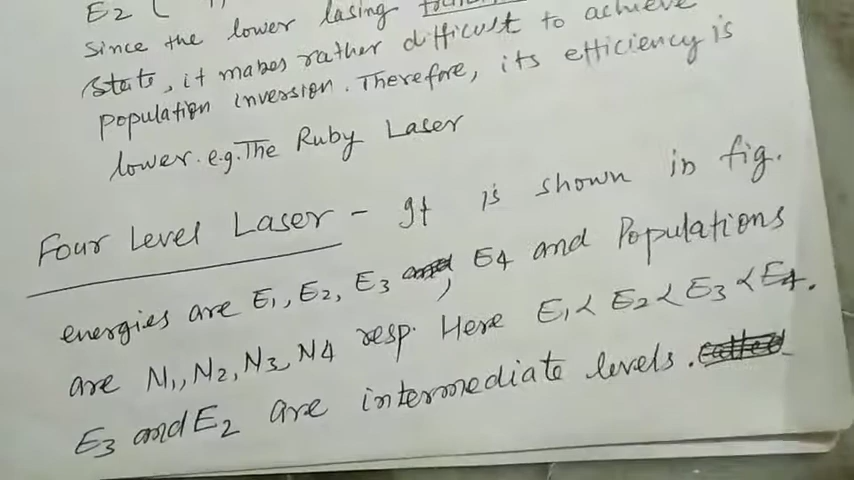 E2 (
Since the lower lasing
State, it makes rather difficult to achieve
Population inversion. Therefore, its efficiency is
lower. e.g. The Ruby Laser
Four Level Laser - It is shown in fig.
energies are E1, E2, E3, E4 and Populations
are N1, N2, N3, N4 resp. Here E1 < E2 < E3 < E4.
E3 and E2 are intermediate levels.